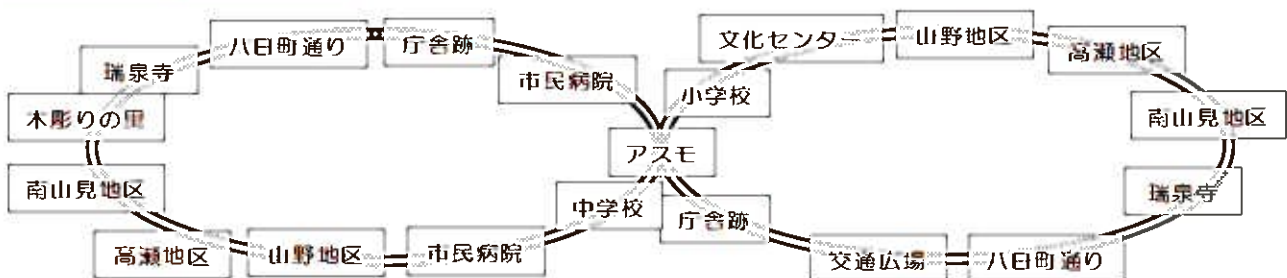 八日町通り
庁舎跡
瑞泉寺
市民病院
木彫りの里
南山見地区
高瀬地区
山野地区
市民病院
中学校
アスモ
小学校
文化センター
山野地区
高瀬地区
南山見地区
瑞泉寺
八日町通り
交通広場
庁舎跡